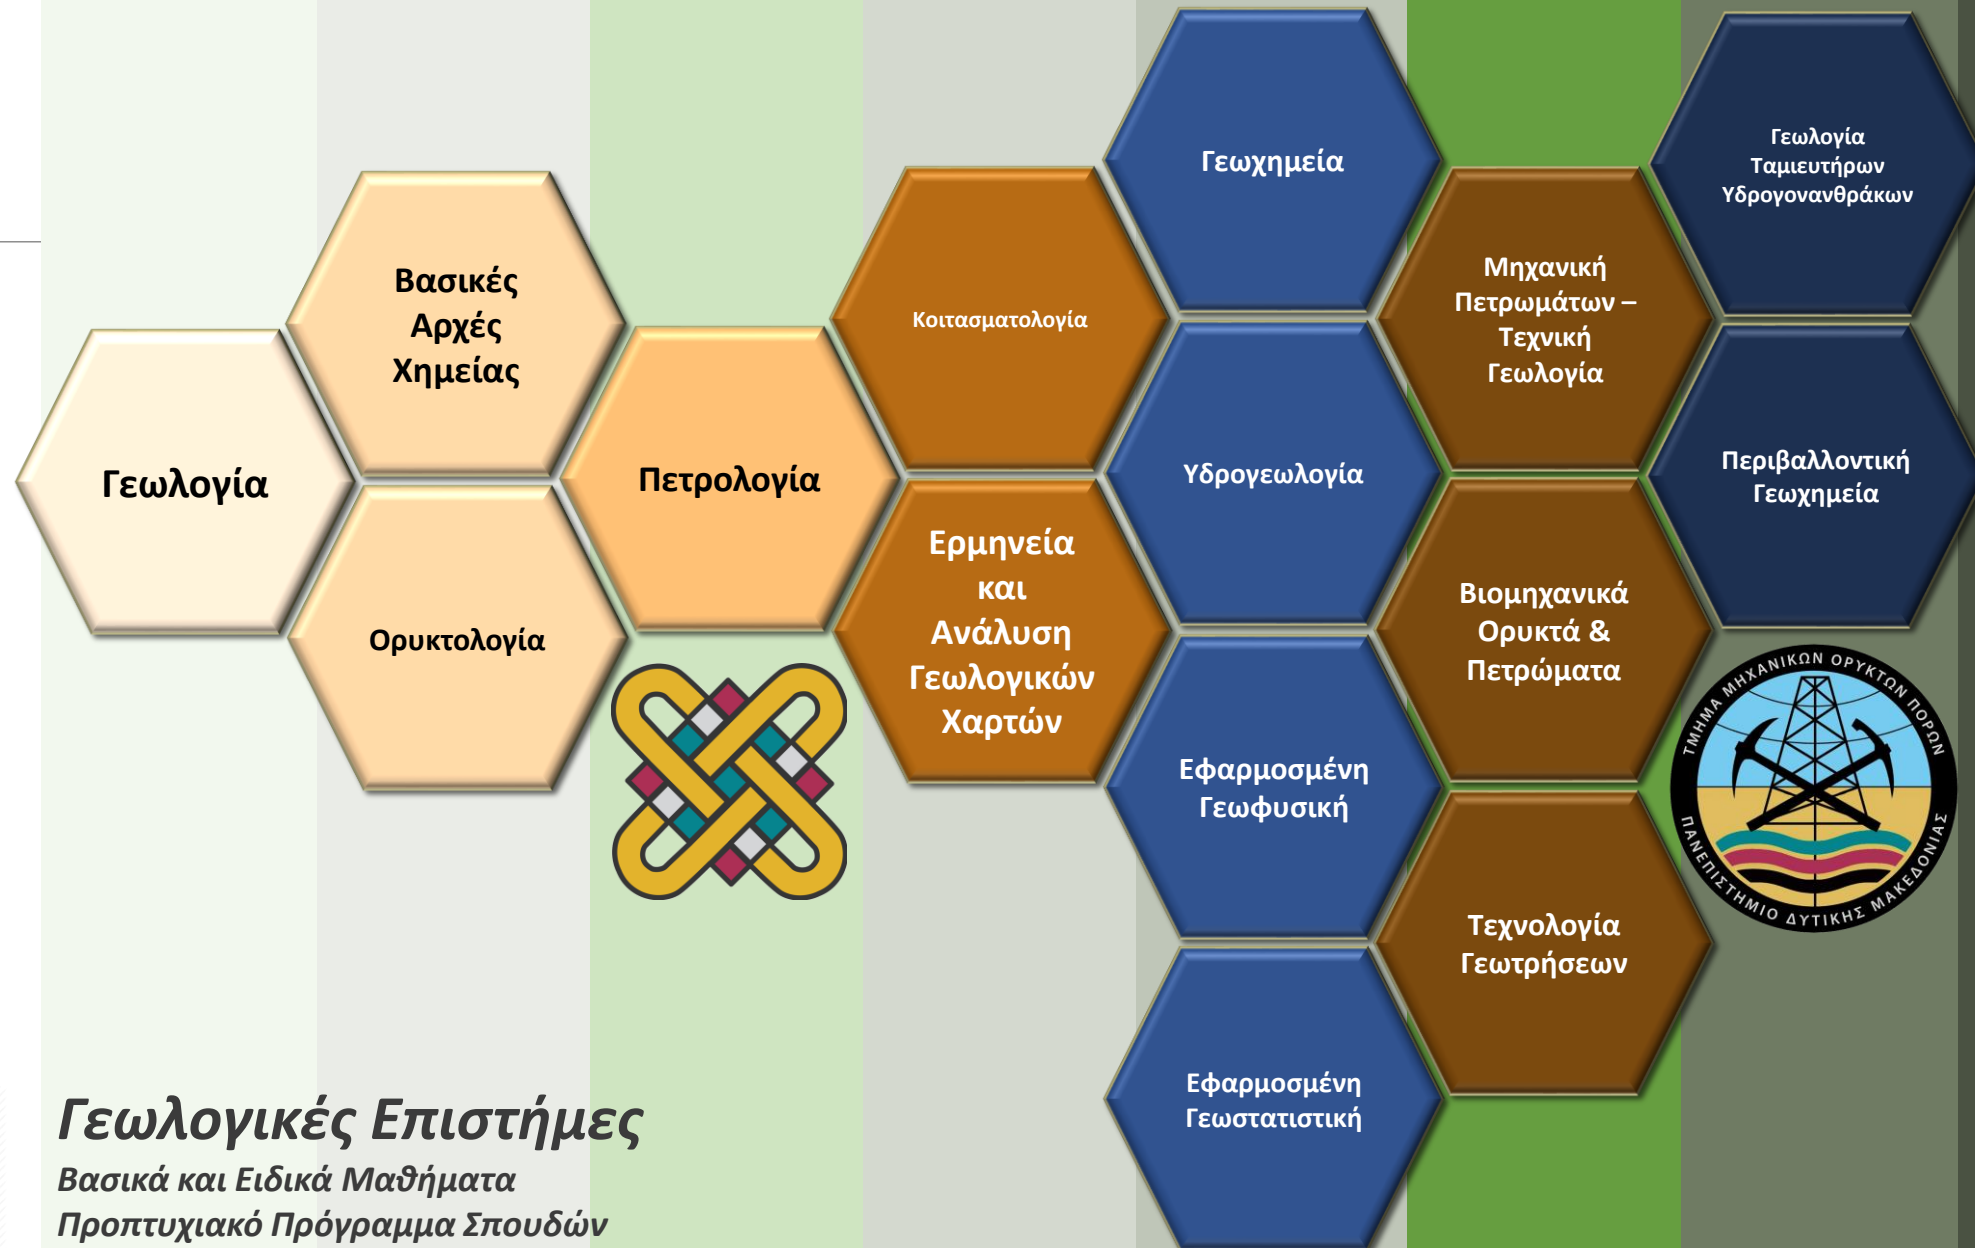 Γεωλογία
Βασικές
Αρχές
Χημείας
Ορυκτολογία
Πετρολογία
Κοιτασματολογία
Ερμηνεία
και
Ανάλυση
Γεωλογικών
Χαρτών
Γεωχημεία
Υδρογεωλογία
Εφαρμοσμένη
Γεωφυσική
Εφαρμοσμένη
Γεωστατιστική
Μηχανική
Πετρωμάτων –
Τεχνική
Γεωλογία
Βιομηχανικά
Ορυκτά &
Πετρώματα
Τεχνολογία
Γεωτρήσεων
Γεωλογία
Ταμιευτήρων
Υδρογονανθράκων
Περιβαλλοντική
Γεωχημεία
ΤΜΗΜΑ ΜΗΧΑΝΙΚΩΝ ΟΡΥΚΤΩΝ ΠΟΡΩΝ
ΠΑΝΕΠΙΣΤΗΜΙΟ ΔΥΤΙΚΗΣ ΜΑΚΕΔΟΝΙΑΣ
Γεωλογικές Επιστήμες
Βασικά και Ειδικά Μαθήματα
Προπτυχιακό Πρόγραμμα Σπουδών